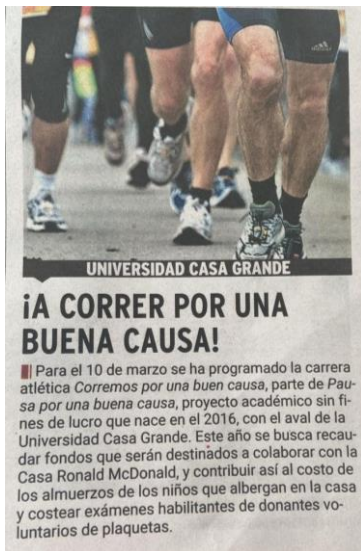 adidas
UNIVERSIDAD CASA GRANDE
¡A CORRER POR UNA
BUENA CAUSA!
Para el 10 de marzo se ha programado la carrera
atlética Corremos por una buen causa, parte de Pau-
sa por una buena causa, proyecto académico sin fi-
nes de lucro que nace en el 2016, con el aval de la
Universidad Casa Grande. Este año se busca recau-
dar fondos que serán destinados a colaborar con la
Casa Ronald McDonald, y contribuir así al costo de
los almuerzos de los niños que albergan en la casa
y costear exámenes habilitantes de donantes vo-
luntarios de plaquetas.